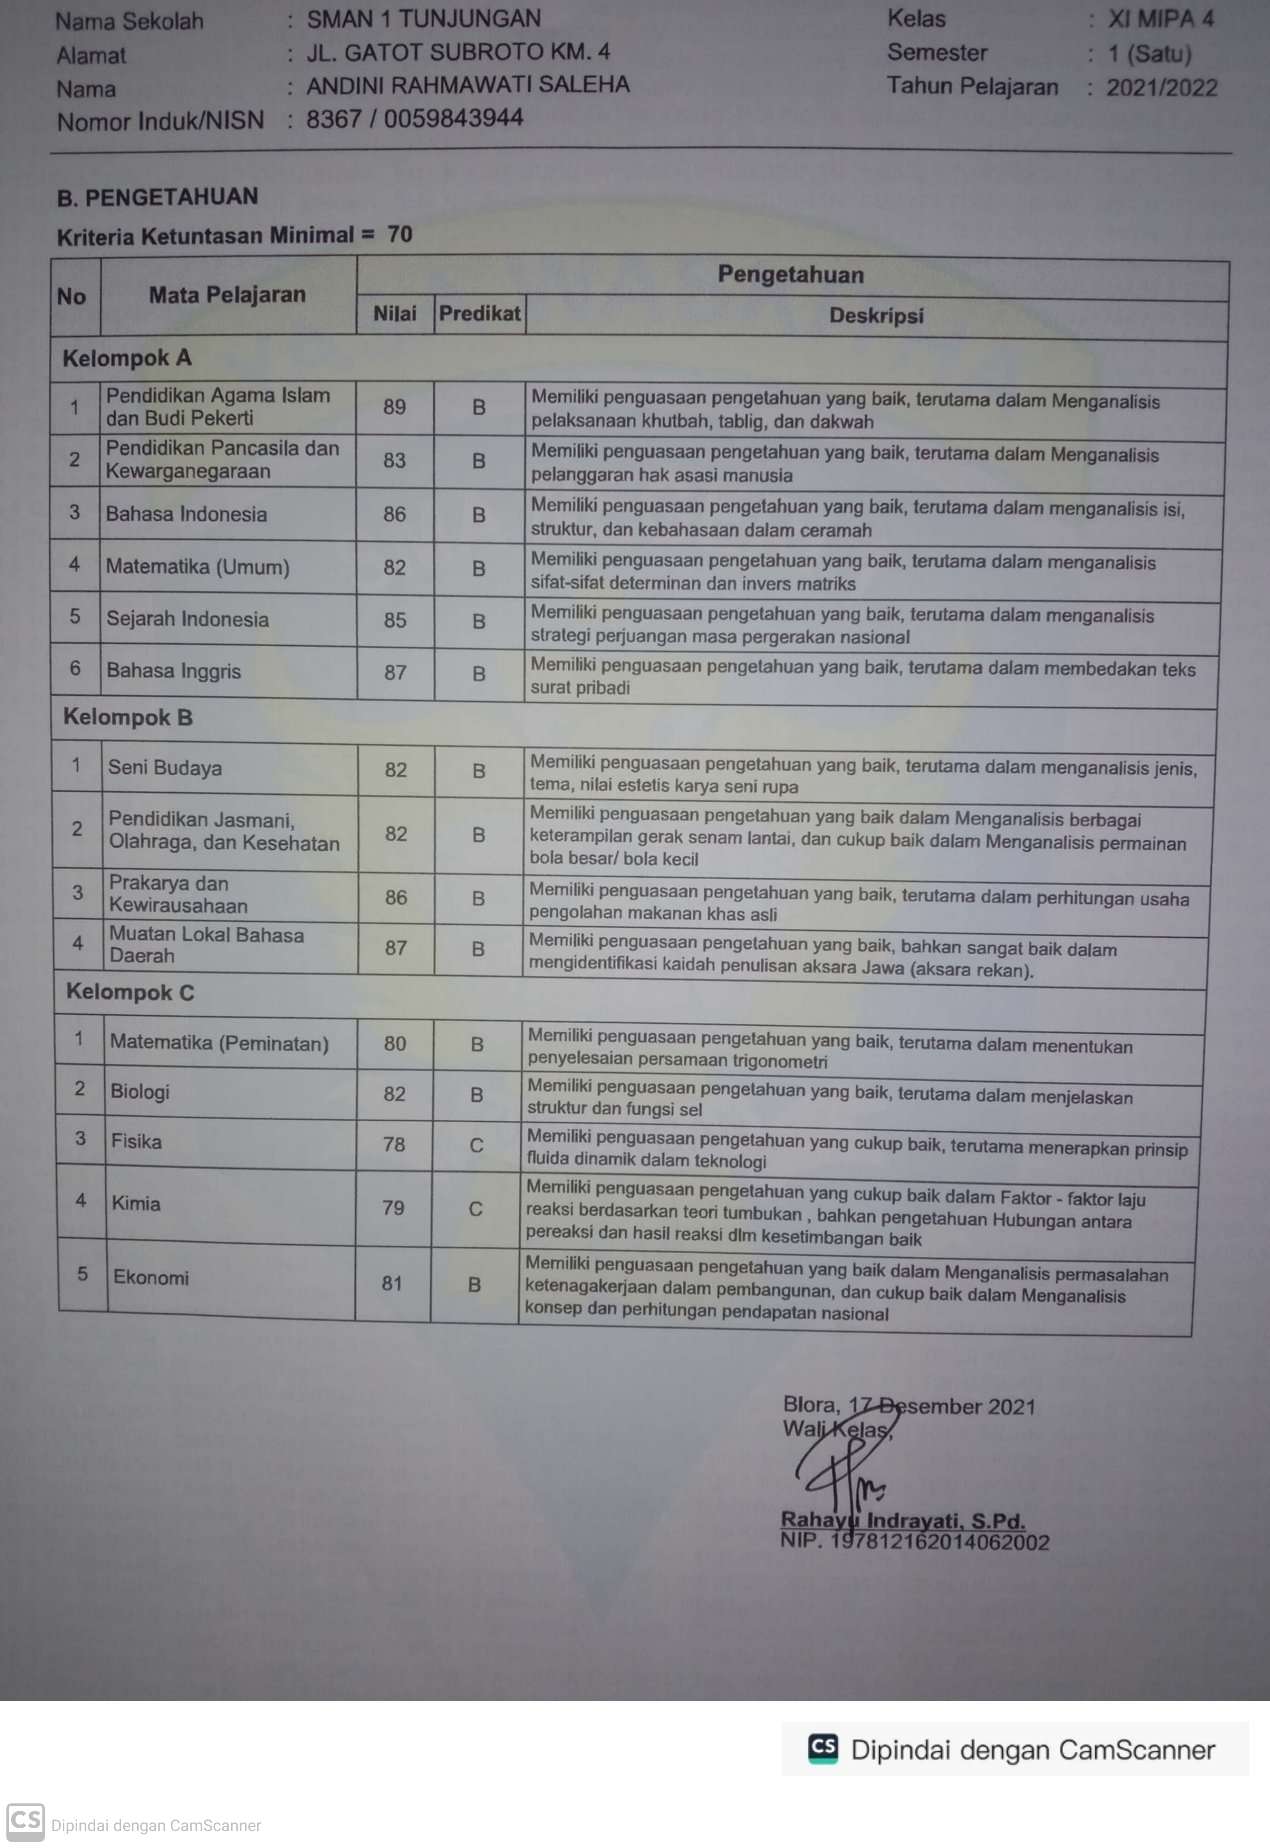 Nama Sekolah : SMAN 1 TUNJUNGAN Kelas : XI MIPA 4
Alamat : JL. GATOT SUBROTO KM. 4 Semester : 1 (Satu)
Nama : ANDINI RAHMAWATI SALEHA Tahun Pelajaran : 2021/2022
Nomor Induk/NISN : 8367 / 0059843944
B. PENGETAHUAN
Kriteria Ketuntasan Minimal = 70
No Mata Pelajaran Pengetahuan
Nilai Predikat Deskripsi
Kelompok A
1 Pendidikan Agama Islam dan Budi Pekerti 89 B Memiliki penguasaan pengetahuan yang baik, terutama dalam Menganalisis
pelaksanaan khutbah, tablig, dan dakwah
2 Pendidikan Pancasila dan Kewarganegaraan 83 B Memiliki penguasaan pengetahuan yang baik, terutama dalam Menganalisis
pelanggaran hak asasi manusia
3 Bahasa Indonesia 86 B Memiliki penguasaan pengetahuan yang baik, terutama dalam menganalisis isi,
struktur, dan kebahasaan dalam ceramah
4 Matematika (Umum) 82 B Memiliki penguasaan pengetahuan yang baik, terutama dalam menganalisis
sifat-sifat determinan dan invers matriks
5 Sejarah Indonesia 85 B Memiliki penguasaan pengetahuan yang baik, terutama dalam menganalisis
strategi perjuangan masa pergerakan nasional
6 Bahasa Inggris 87 B Memiliki penguasaan pengetahuan yang baik, terutama dalam membedakan teks
surat pribadi
Kelompok B
1 Seni Budaya 82 B Memiliki penguasaan pengetahuan yang baik, terutama dalam menganalisis jenis,
tema, nilai estetis karya seni rupa
2 Pendidikan Jasmani, Olahraga, dan Kesehatan 82 B Memiliki penguasaan pengetahuan yang baik dalam Menganalisis berbagai
keterampilan gerak senam lantai, dan cukup baik dalam Menganalisis permainan
bola besar/ bola kecil
3 Prakarya dan Kewirausahaan 86 B Memiliki penguasaan pengetahuan yang baik, terutama dalam perhitungan usaha
pengolahan makanan khas asli
4 Muatan Lokal Bahasa Daerah 87 B Memiliki penguasaan pengetahuan yang baik, bahkan sangat baik dalam
mengidentifikasi kaidah penulisan aksara Jawa (aksara rekan).
Kelompok C
1 Matematika (Peminatan) 80 B Memiliki penguasaan pengetahuan yang baik, terutama dalam menentukan
penyelesaian persamaan trigonometri
2 Biologi 82 B Memiliki penguasaan pengetahuan yang baik, terutama dalam menjelaskan
struktur dan fungsi sel
3 Fisika 78 C Memiliki penguasaan pengetahuan yang cukup baik, terutama menerapkan prinsip
fluida dinamik dalam teknologi
4 Kimia 79 C Memiliki penguasaan pengetahuan yang cukup baik dalam Faktor - faktor laju
reaksi berdasarkan teori tumbukan , bahkan pengetahuan Hubungan antara
pereaksi dan hasil reaksi dlm kesetimbangan baik
5 Ekonomi 81 B Memiliki penguasaan pengetahuan yang baik dalam Menganalisis permasalahan
ketenagakerjaan dalam pembangunan, dan cukup baik dalam Menganalisis
konsep dan perhitungan pendapatan nasional
Blora, 17 Desember 2021
Wali Kelas,
Rahayu Indrayati, S.Pd.
NIP. 197812162014062002
CS Dipindai dengan CamScanner
CS Dipindai dengan CamScanner